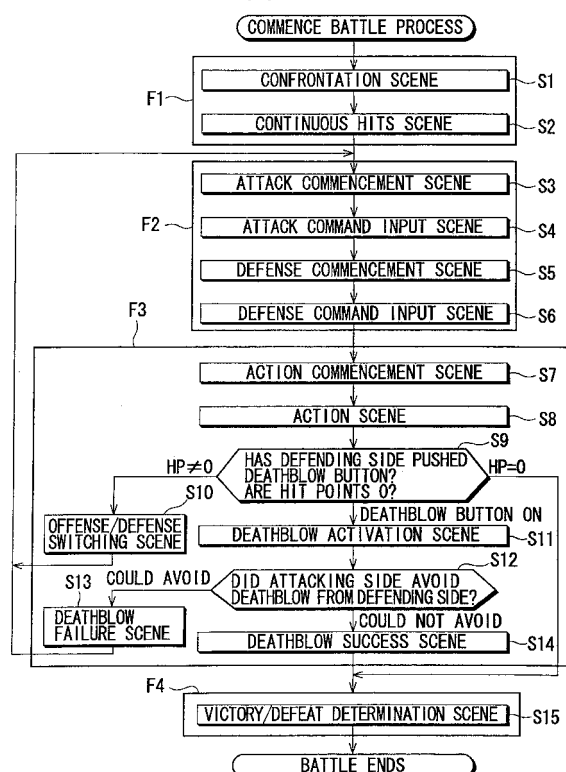 COMMENCE BATTLE PROCESS
F1
CONFRONTATION SCENE
S1
CONTINUOUS HITS SCENE
S2
F2
ATTACK COMMENCEMENT SCENE
S3
ATTACK COMMAND INPUT SCENE
S4
DEFENSE COMMENCEMENT SCENE
S5
DEFENSE COMMAND INPUT SCENE
S6
F3
ACTION COMMENCEMENT SCENE
S7
ACTION SCENE
S8
S9
HP≠0
HAS DEFENDING SIDE PUSHED
DEATHBLOW BUTTON?
ARE HIT POINTS 0?
HP=0
S10
OFFENSE/DEFENSE
SWITCHING SCENE
DEATHBLOW BUTTON ON
DEATHBLOW ACTIVATION SCENE
S11
S12
COULD AVOID
DID ATTACKING SIDE AVOID
DEATHBLOW FROM DEFENDING SIDE?
S13
DEATHBLOW
FAILURE SCENE
COULD NOT AVOID
DEATHBLOW SUCCESS SCENE
S14
F4
VICTORY/DEFEAT DETERMINATION SCENE
S15
BATTLE ENDS